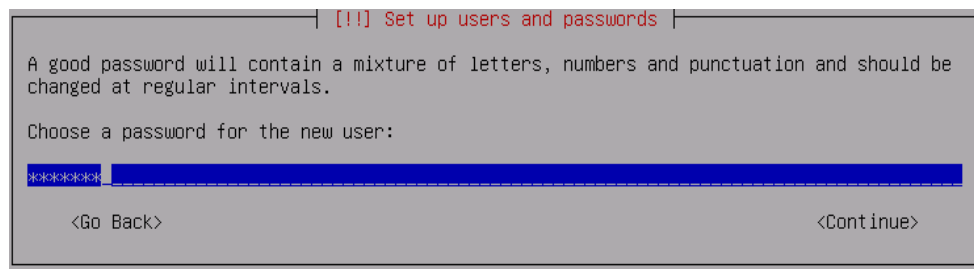 [!!] Set up users and passwords
A good password will contain a mixture of letters, numbers and punctuation and should be
changed at regular intervals.
Choose a password for the new user:
*******
<Go Back> <Continue>